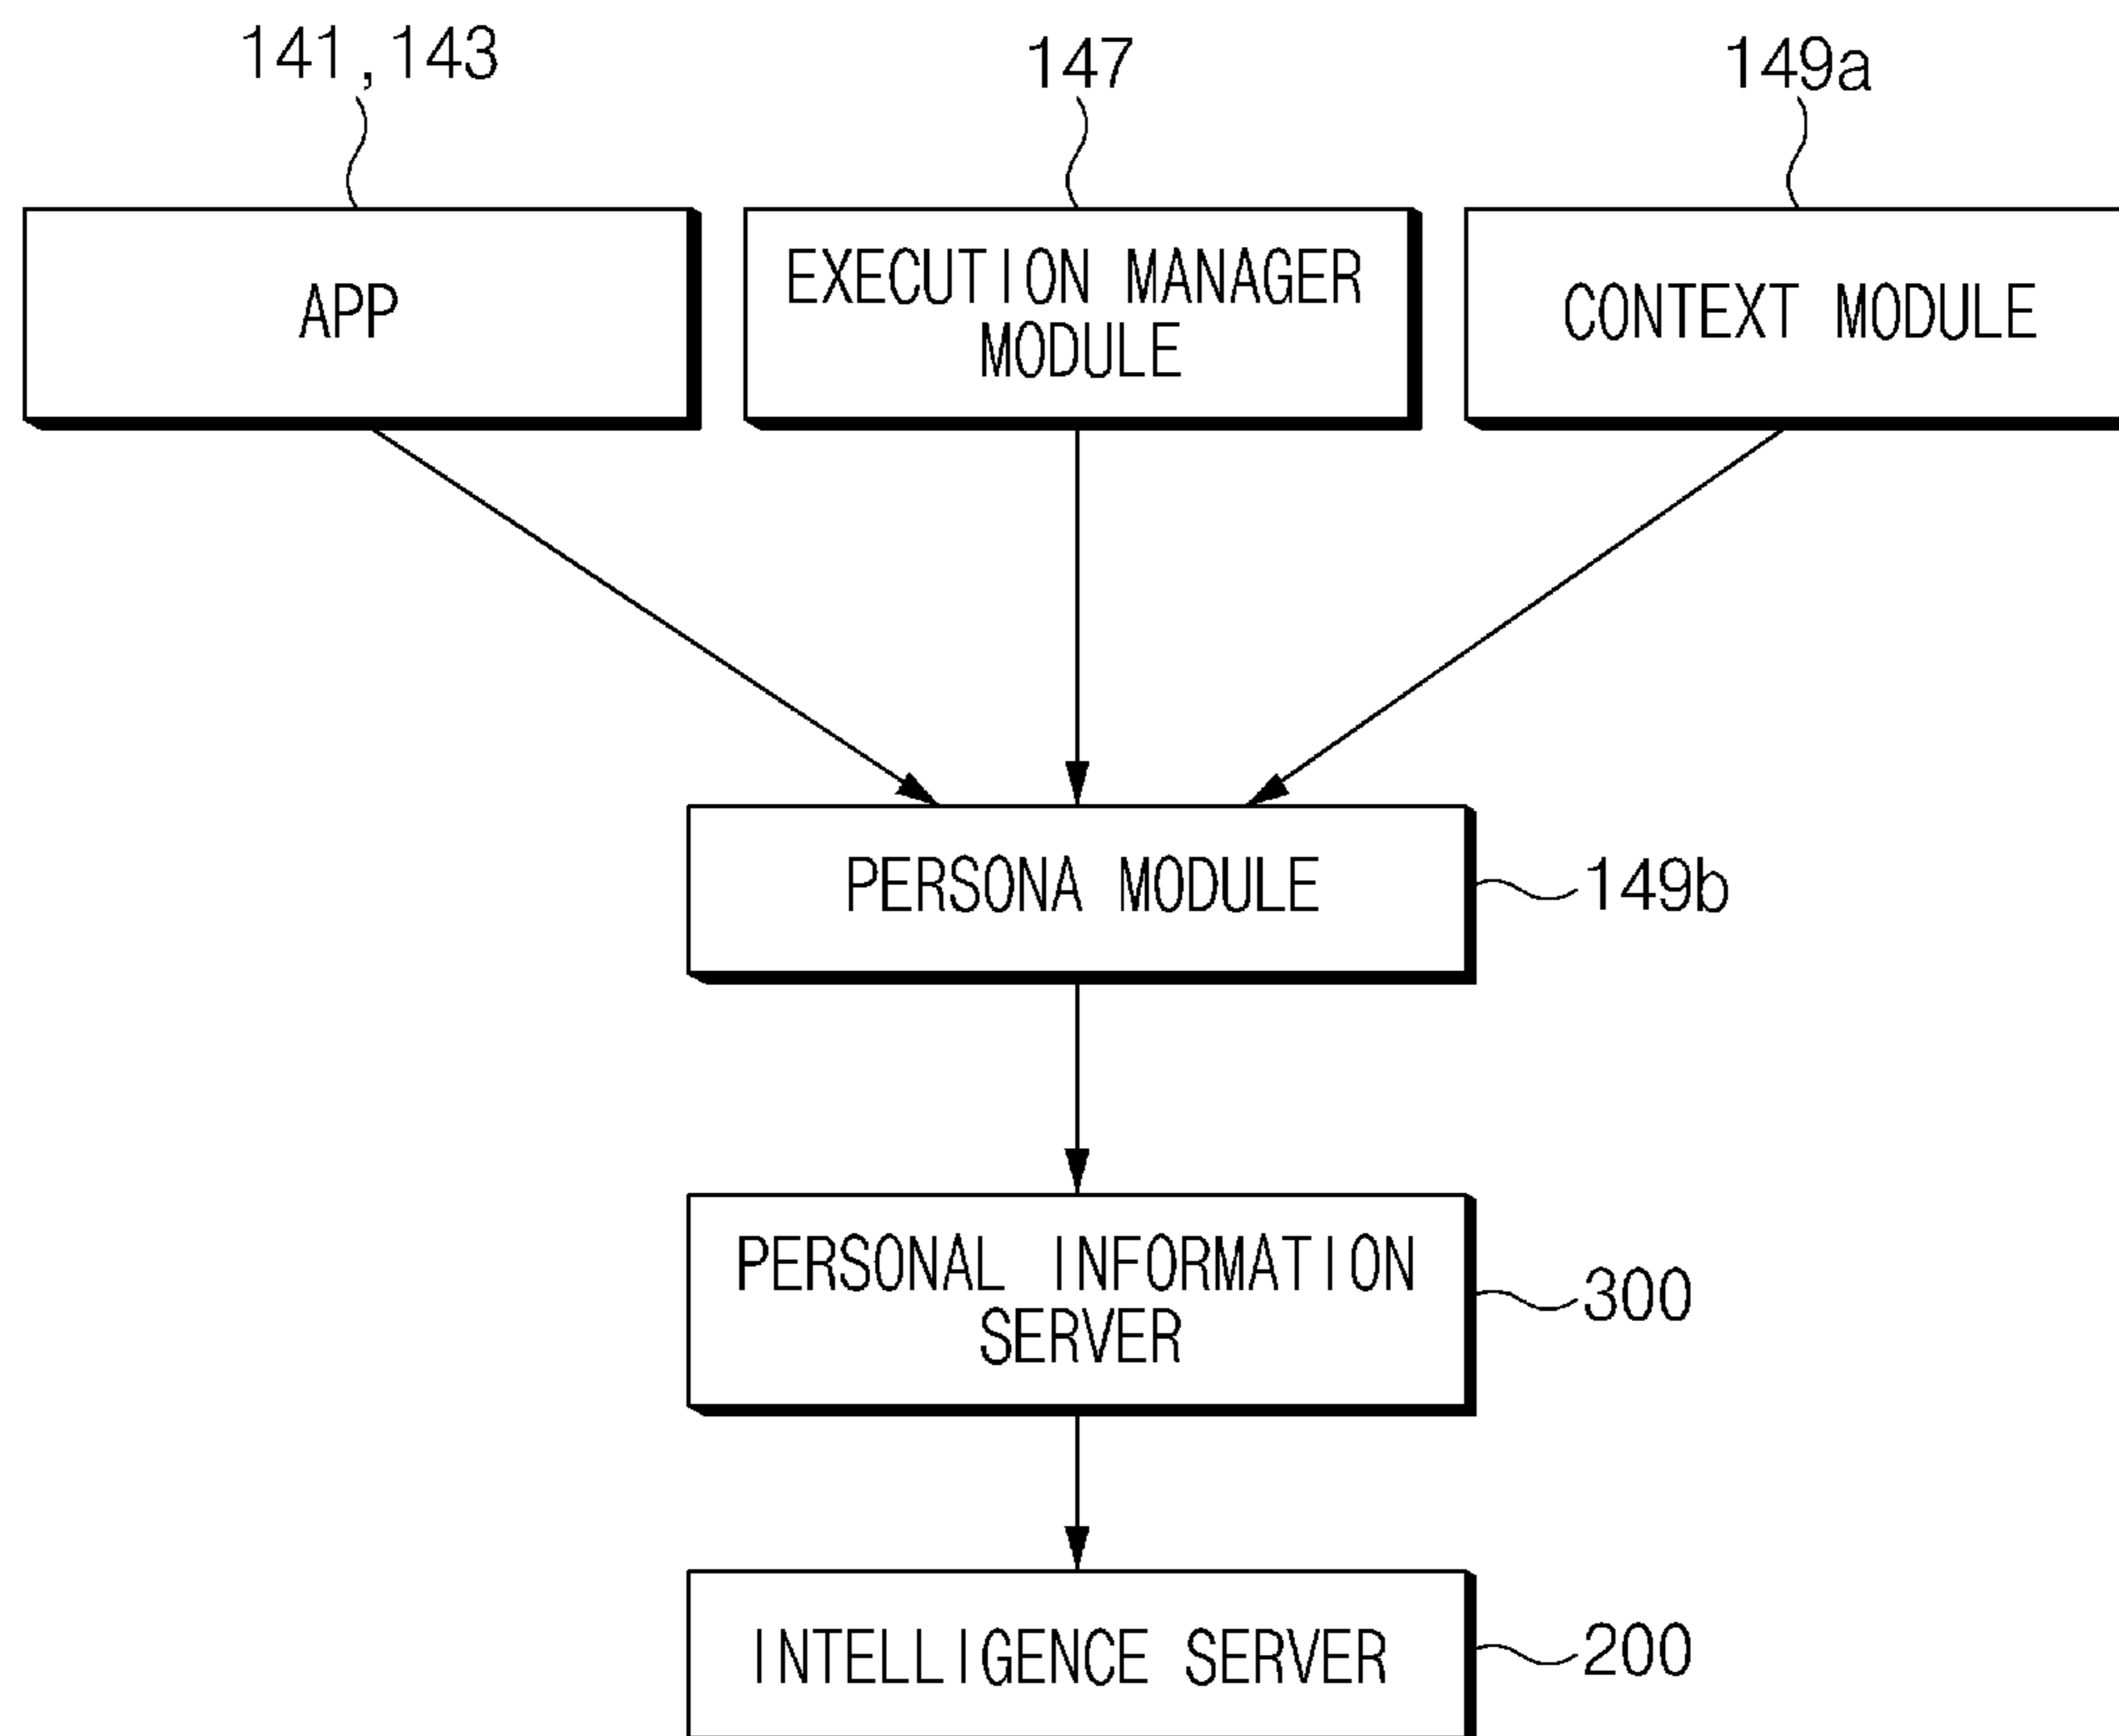 141, 143
147
149a
APP
EXECUTION MANAGER
MODULE
CONTEXT MODULE
PERSONA MODULE
149b
PERSONAL INFORMATION
SERVER
300
INTELLIGENCE SERVER
200